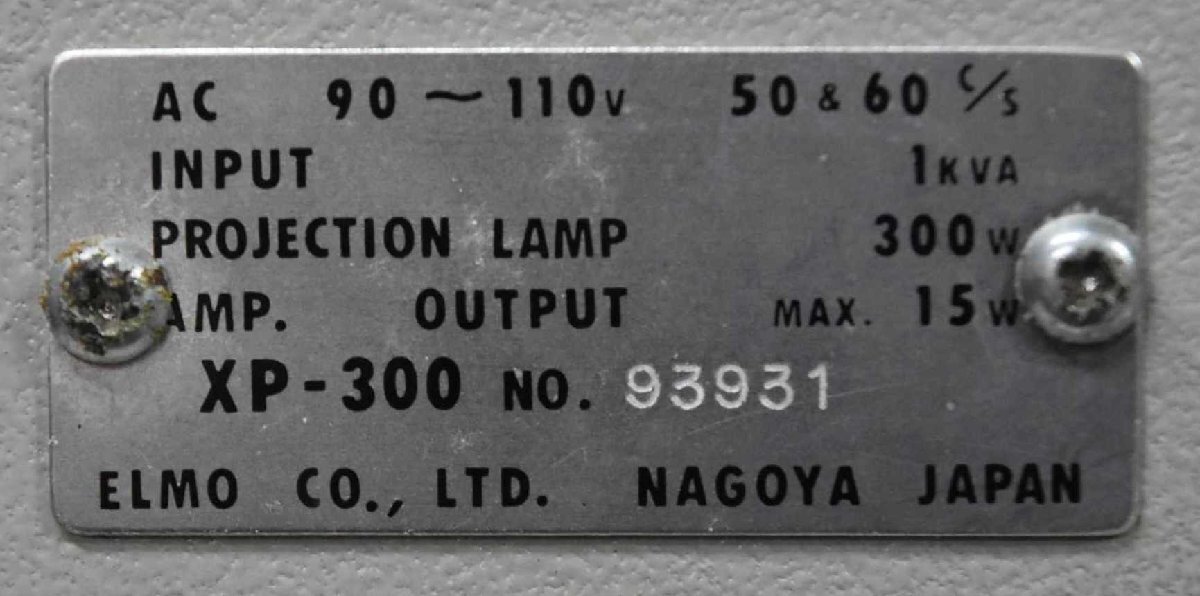 AC 90 ~ 110V 50 & 60 C/S
INPUT 1KVA
PROJECTION LAMP 300W
AMP. OUTPUT MAX. 15W
XP-300 NO. 93931
ELMO CO., LTD. NAGOYA JAPAN